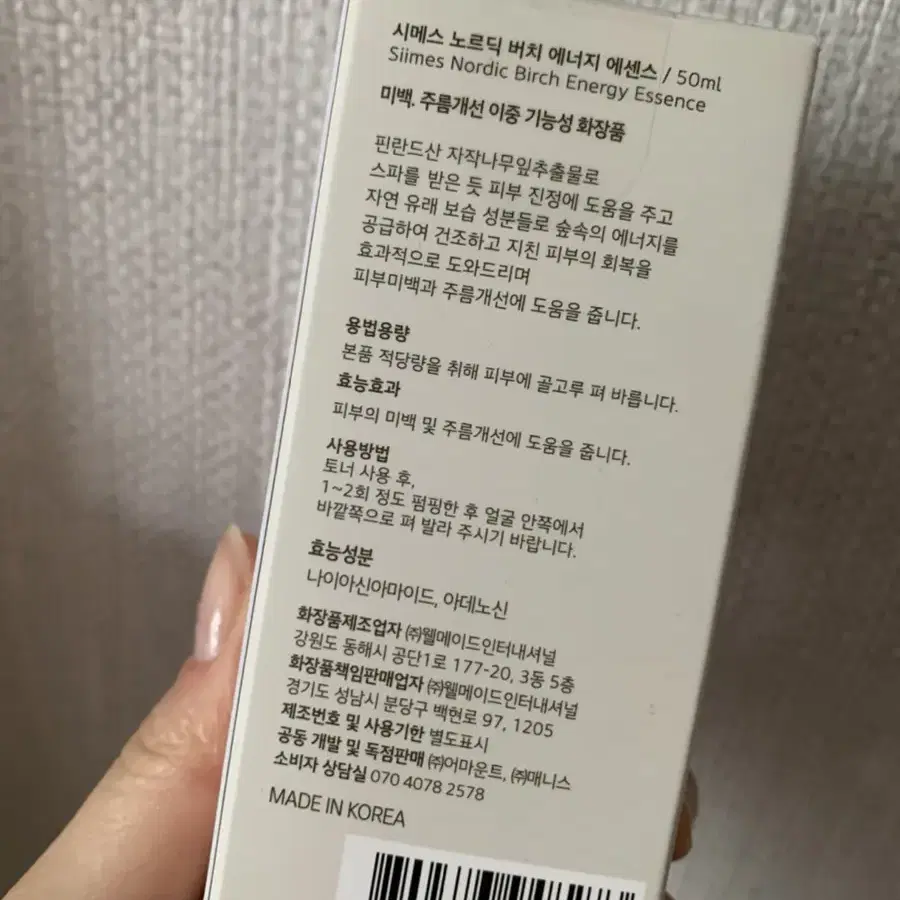 시메스 노르딕 버치 에너지 에센스 / 50ml
Siimes Nordic Birch Energy Essence
미백. 주름개선 이중 기능성 화장품
핀란드산 자작나무잎추출물로
스파를 받은 듯 피부 진정에 도움을 주고
자연 유래 보습 성분들로 숲속의 에너지를
공급하여 건조하고 지친 피부의 회복을
효과적으로 도와드리며
피부미백과 주름개선에 도움을 줍니다.
용법용량
본품 적당량을 취해 피부에 골고루 펴 바릅니다.
효능효과
피부의 미백 및 주름개선에 도움을 줍니다.
사용방법
토너 사용 후,
1~2회 정도 펌핑한 후 얼굴 안쪽에서
바깥쪽으로 펴 발라 주시기 바랍니다.
효능성분
나이아신아마이드, 아데노신
화장품제조업자 ㈜웰메이드인터내셔널
강원도 동해시 공단1로 177-20, 3동 5층
화장품책임판매업자 ㈜웰메이드인터내셔널
경기도 성남시 분당구 백현로 97, 1205
제조번호 및 사용기한 별도표시
공동 개발 및 독점판매 ㈜어마운트, ㈜매니스
소비자 상담실 070 4078 2578
MADE IN KOREA